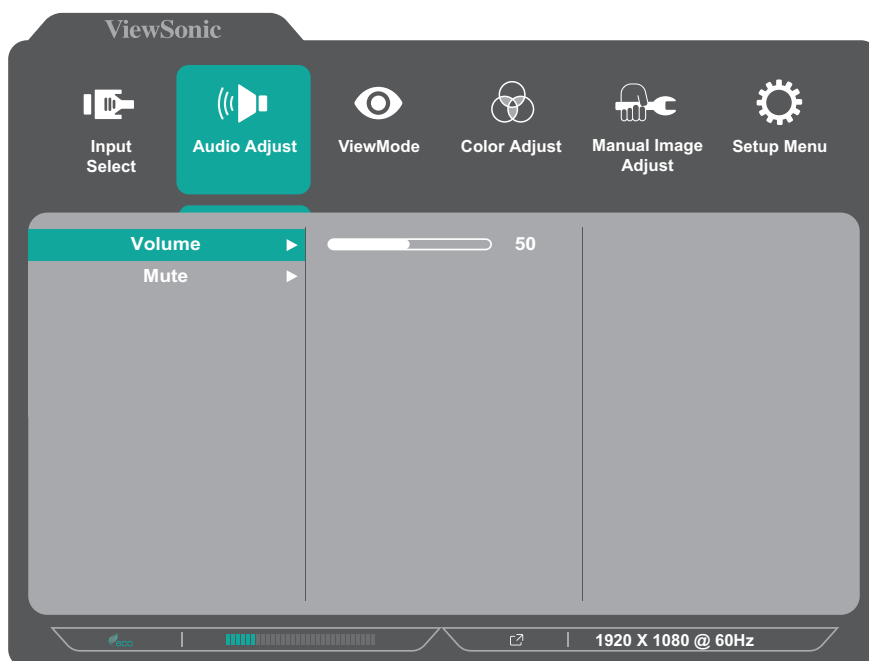 ViewSonic
Input Select
Audio Adjust
ViewMode
Color Adjust
Manual Image Adjust
Setup Menu
Volume 50
Mute
eco
1920 X 1080 @ 60Hz